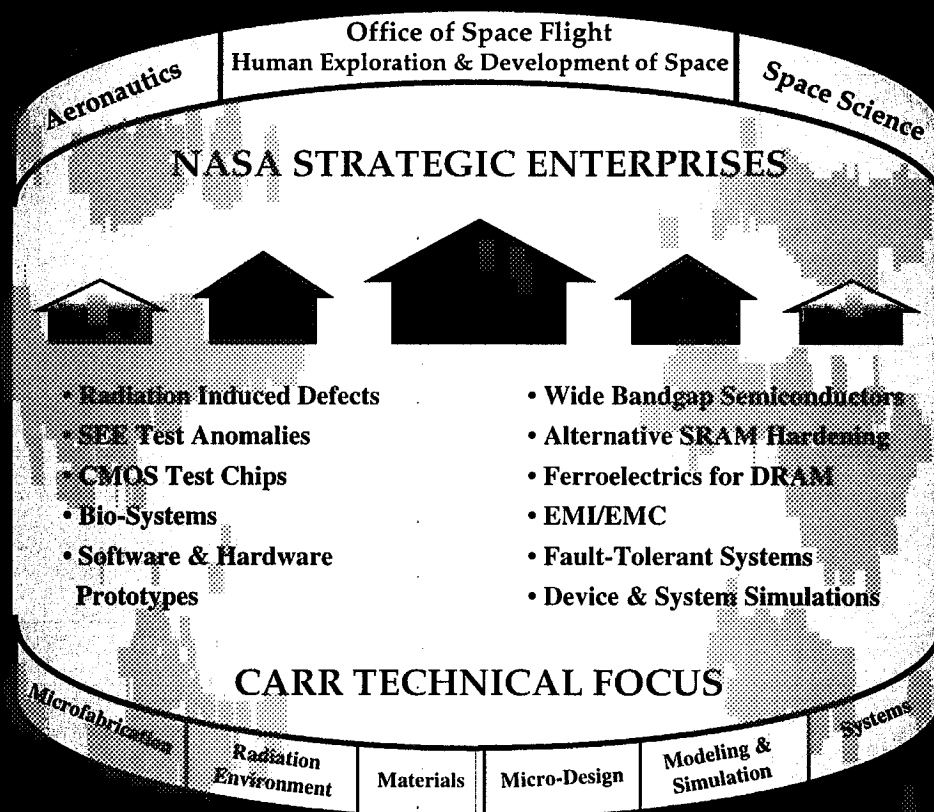 Aeronautics
Office of Space Flight
Human Exploration & Development of Space
Space Science
NASA STRATEGIC ENTERPRISES
• Radiation Induced Defects
• SEE Test Anomalies
• CMOS Test Chips
• Bio-Systems
• Software & Hardware
Prototypes
• Wide Bandgap Semiconductors
• Alternative SRAM Hardening
• Ferroelectrics for DRAM
• EMI/EMC
• Fault-Tolerant Systems
• Device & System Simulations
CARR TECHNICAL FOCUS
Microfabrication
Radiation
Environment
Materials
Micro-Design
Modeling &
Simulation
Systems